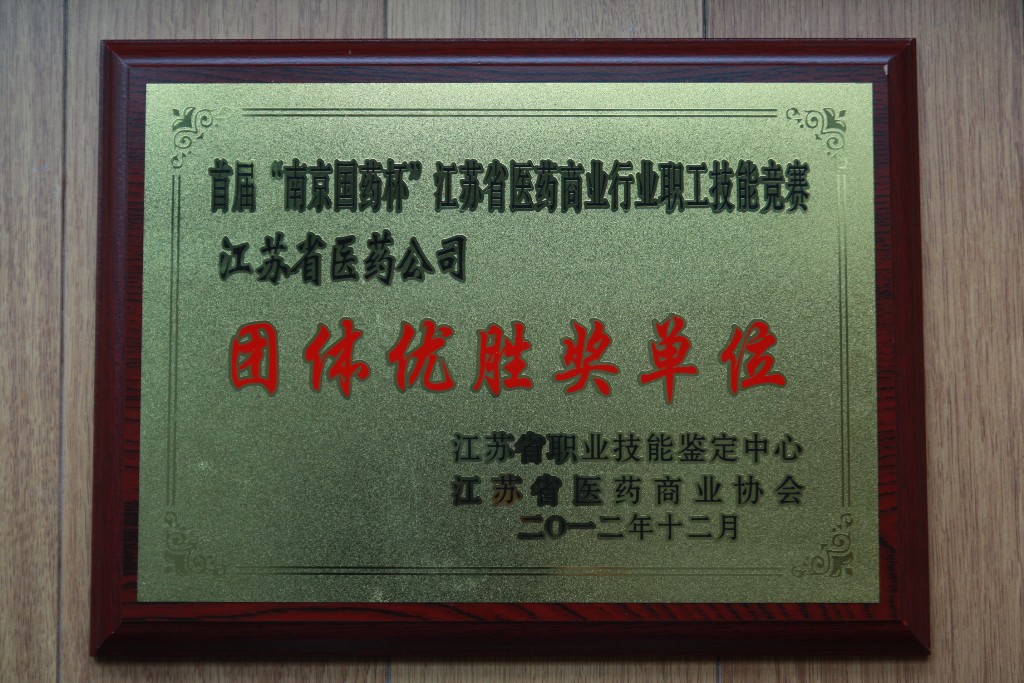 首届“南京国药杯”江苏省医药商业行业职工技能竞赛
江苏省医药公司
团体优胜奖单位
江苏省职业技能鉴定中心
江苏省医药商业协会
二〇一二年十二月